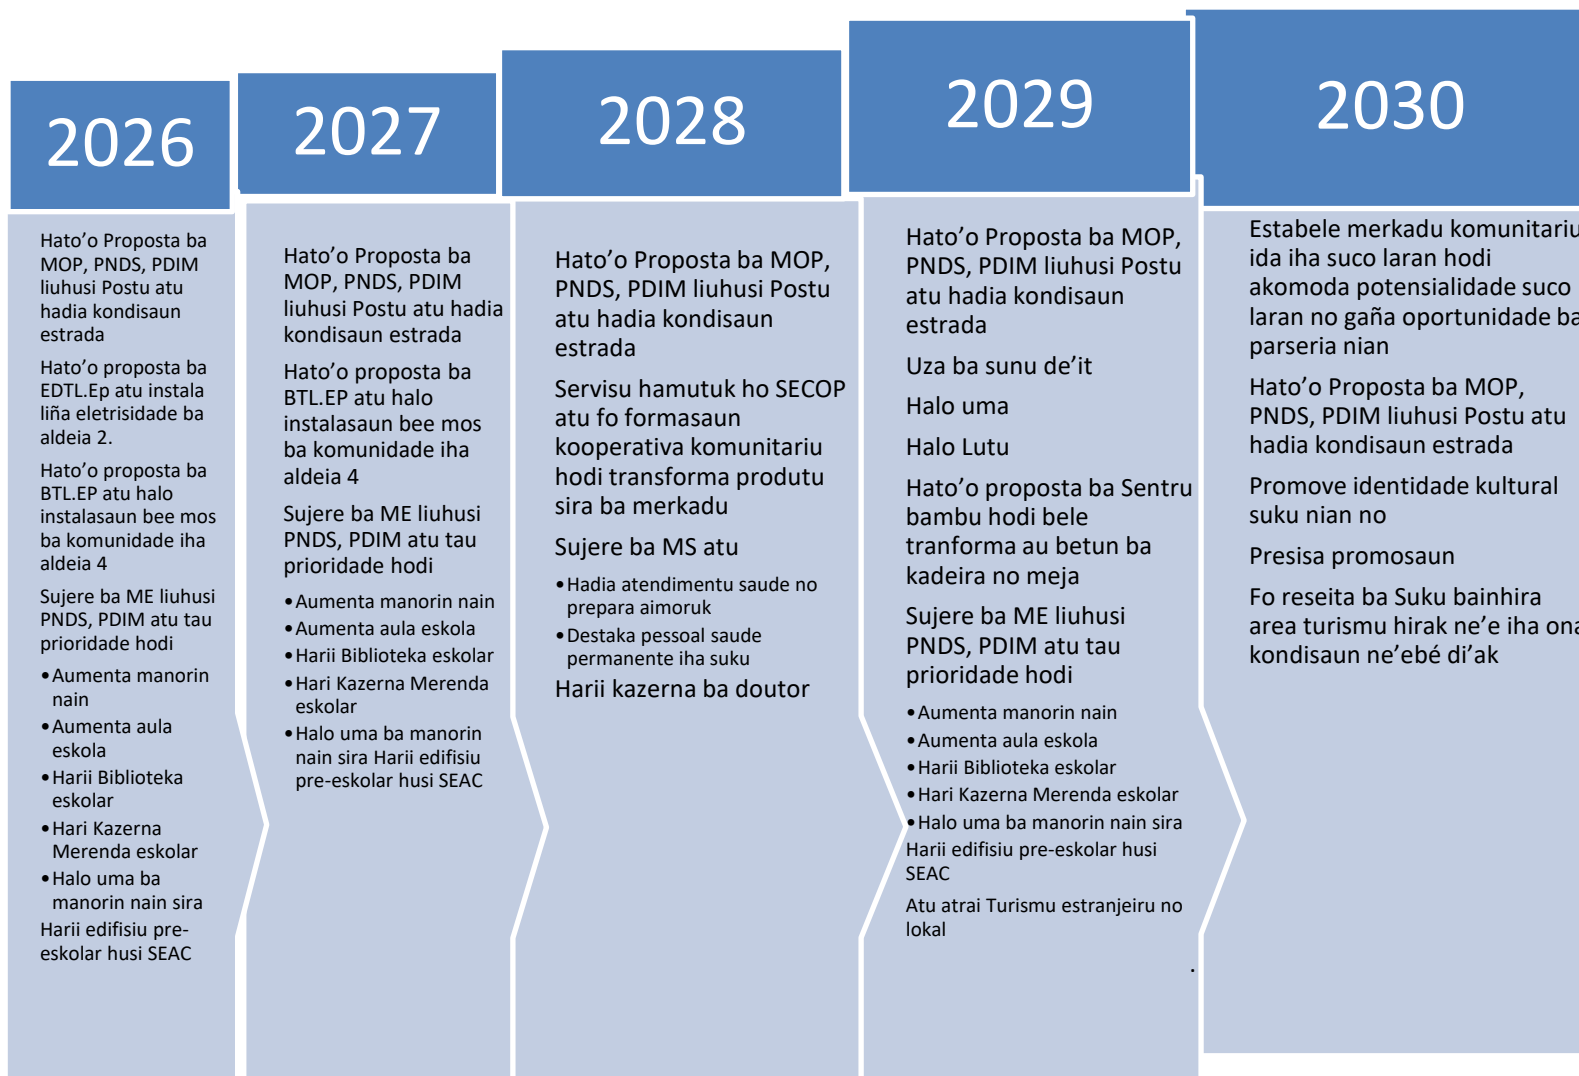 2026
Hato’o Proposta ba
MOP, PNDS, PDIM
liuhusi Postu atu
hadia kondisaun
estrada
Hato’o proposta ba
EDTL.Ep atu instala
liña eletrisidade ba
aldeia 2.
Hato’o proposta ba
BTL.EP atu halo
instalasaun bee mos
ba komunidade iha
aldeia 4
Sujere ba ME liuhusi
PNDS, PDIM atu tau
prioridade hodi
•Aumenta manorin
nain
•Aumenta aula
eskola
•Harii Biblioteka
eskolar
•Hari Kazerna
Merenda eskolar
•Halo uma ba
manorin nain sira
Harii edifisiu pre-
eskolar husi SEAC
2027
Hato’o Proposta ba
MOP, PNDS, PDIM
liuhusi Postu atu hadia
kondisaun estrada
Hato’o proposta ba
BTL.EP atu halo
instalasaun bee mos
ba komunidade iha
aldeia 4
Sujere ba ME liuhusi
PNDS, PDIM atu tau
prioridade hodi
•Aumenta manorin nain
•Aumenta aula eskola
•Harii Biblioteka eskolar
•Hari Kazerna Merenda
eskolar
•Halo uma ba manorin
nain sira Harii edifisiu
pre-eskolar husi SEAC
2028
Hato’o Proposta ba MOP,
PNDS, PDIM liuhusi Postu
atu hadia kondisaun
estrada
Servisu hamutuk ho SECOP
atu fo formasaun
kooperativa komunitariu
hodi transforma produtu
sira ba merkadu
Sujere ba MS atu
•Hadia atendimentu saude no
prepara aimoruk
•Destaka pessoal saude
permanente iha suku
Harii kazerna ba doutor
2029
Hato’o Proposta ba MOP,
PNDS, PDIM liuhusi Postu
atu hadia kondisaun
estrada
Uza ba sunu de’it
Halo uma
Halo Lutu
Hato’o proposta ba Sentru
bambu hodi bele
tranforma au betun ba
kadeira no meja
Sujere ba ME liuhusi
PNDS, PDIM atu tau
prioridade hodi
•Aumenta manorin nain
•Aumenta aula eskola
•Harii Biblioteka eskolar
•Hari Kazerna Merenda eskolar
•Halo uma ba manorin nain sira
Harii edifisiu pre-eskolar husi
SEAC
Atu atrai Turismu estranjeiru no
lokal
.
2030
Estabele merkadu komunitariu
ida iha suco laran hodi
akomoda potensialidade suco
laran no gaña oportunidade ba
parseria nian
Hato’o Proposta ba MOP,
PNDS, PDIM liuhusi Postu atu
hadia kondisaun estrada
Promove identidade kultural
suku nian no
Presisa promosaun
Fo reseita ba Suku bainhira
area turismu hirak ne’e iha ona
kondisaun ne’ebé di’ak